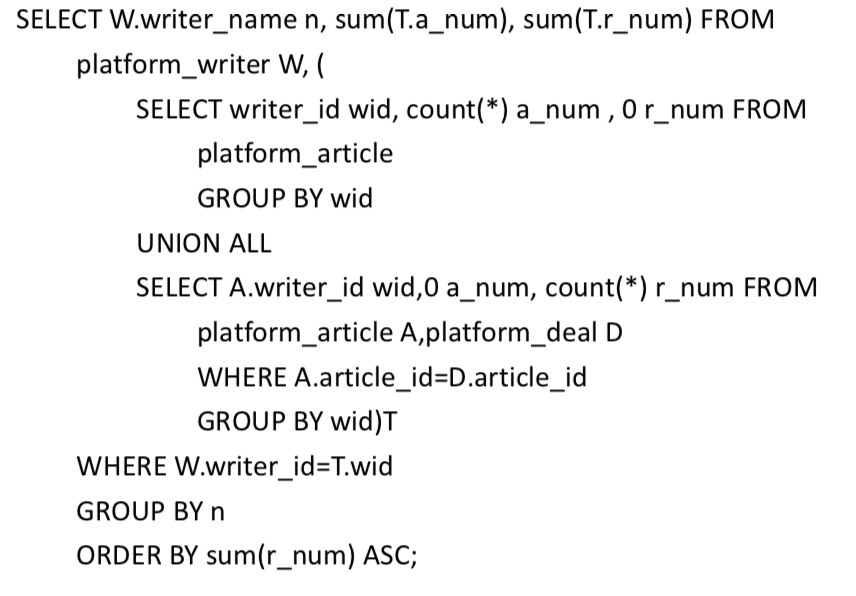 SELECT W.writer_name n, sum(T.a_num), sum(T.r_num) FROM
platform_writer W, (
SELECT writer_id wid, count(*) a_num , 0 r_num FROM
platform_article
GROUP BY wid
UNION ALL
SELECT A.writer_id wid,0 a_num, count(*) r_num FROM
platform_article A,platform_deal D
WHERE A.article_id=D.article_id
GROUP BY wid)T
WHERE W.writer_id=T.wid
GROUP BY n
ORDER BY sum(r_num) ASC;